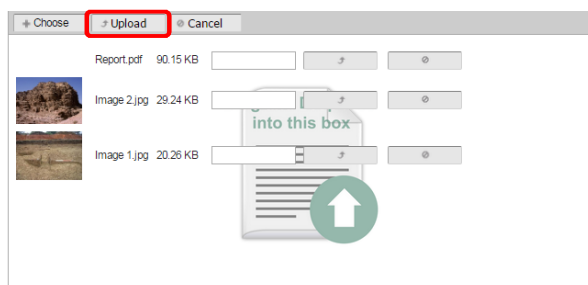 Choose Upload Cancel
Report.pdf 90.15 KB
Image 2.jpg 29.24 KB
into this box
Image 1.jpg 20.26 KB